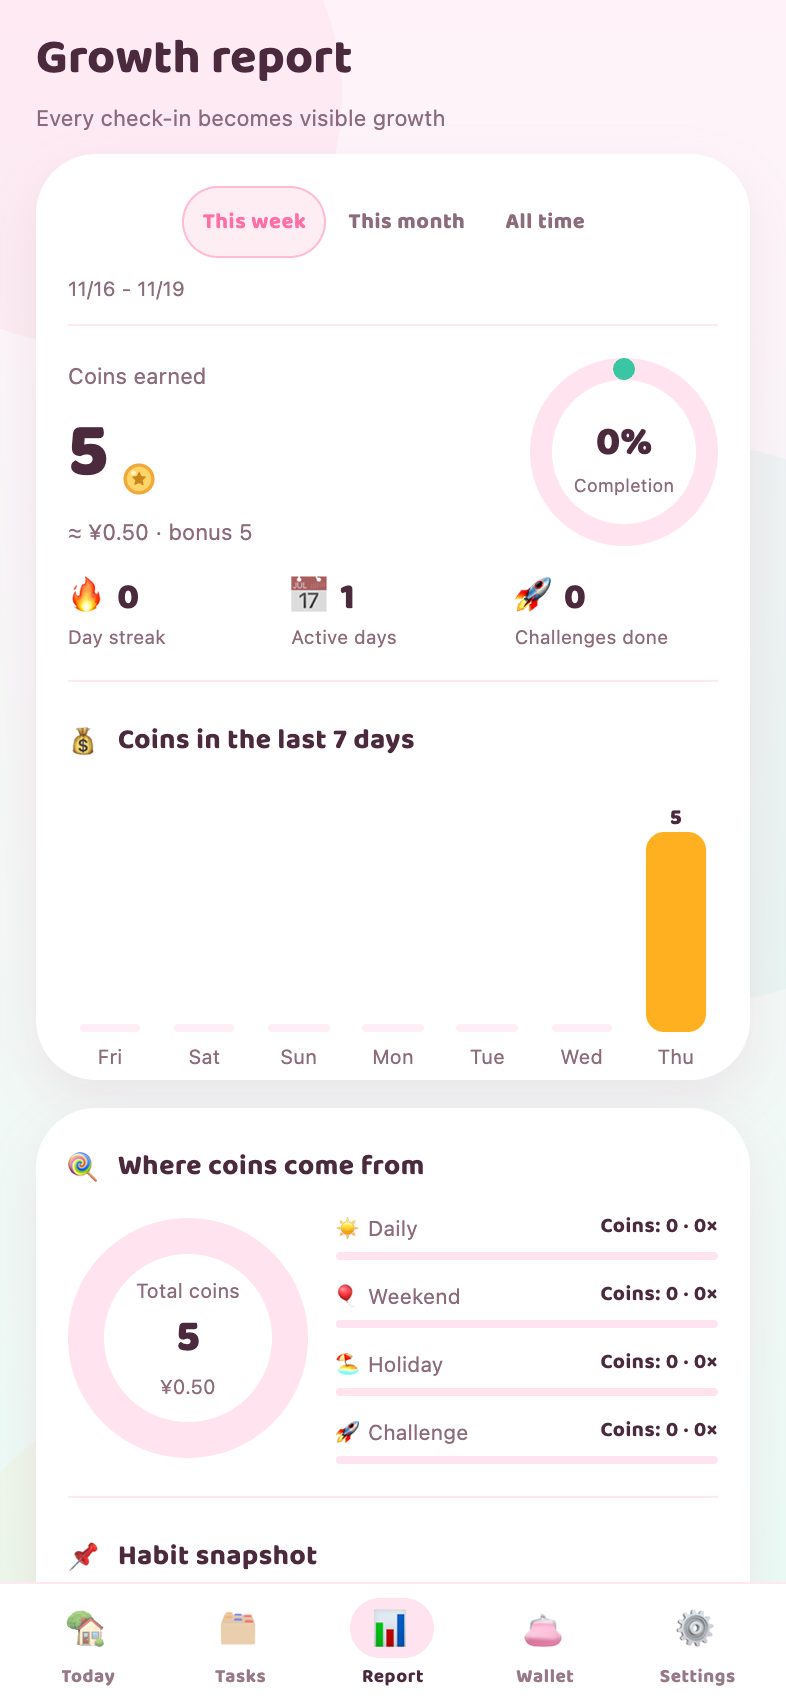 Growth report
Every check-in becomes visible growth
This week This month All time
11/16 - 11/19
Coins earned
5
0%
Completion
≈ ¥0.50 · bonus 5
JUL
17
0 1 0
Day streak Active days Challenges done
Coins in the last 7 days
5
Fri Sat Sun Mon Tue Wed Thu
Where coins come from
Total coins
5
¥0.50
Daily Coins: 0 · 0×
Weekend Coins: 0 · 0×
Holiday Coins: 0 · 0×
Challenge Coins: 0 · 0×
Habit snapshot
Today Tasks Report Wallet Settings